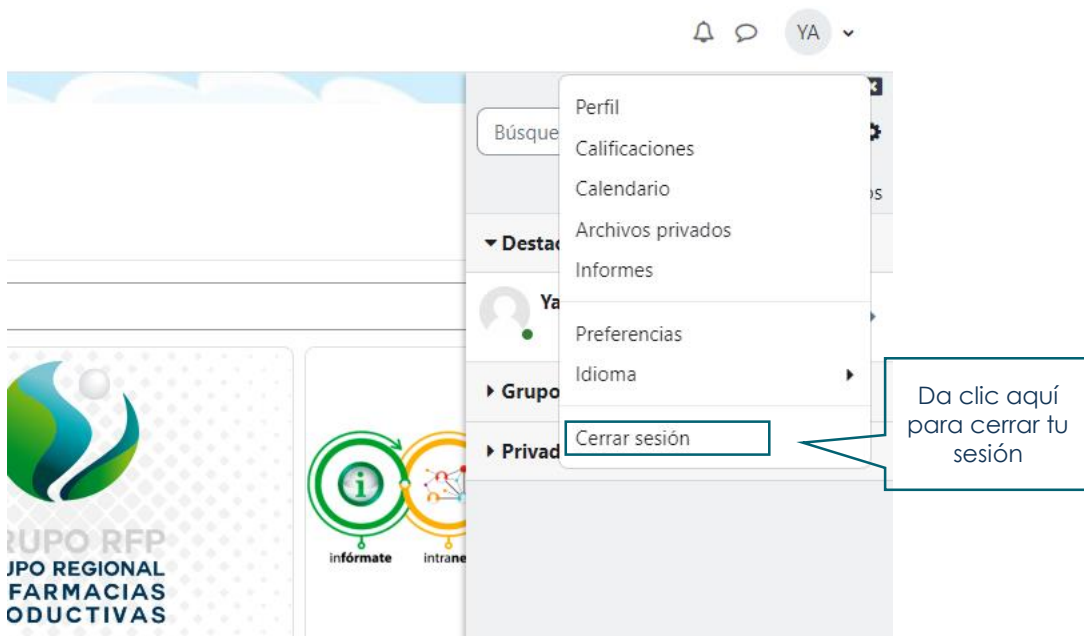 YA
Perfil
Búsque
Calificaciones
Calendario
os
Archivos privados
Destac
Informes
Ya
Preferencias
Idioma
Grupo
Da clic aquí
para cerrar tu
sesión
Cerrar sesión
Privad
RUPO RFP
UPO REGIONAL
FARMACIAS
ODUCTIVAS
infórmate
intrane